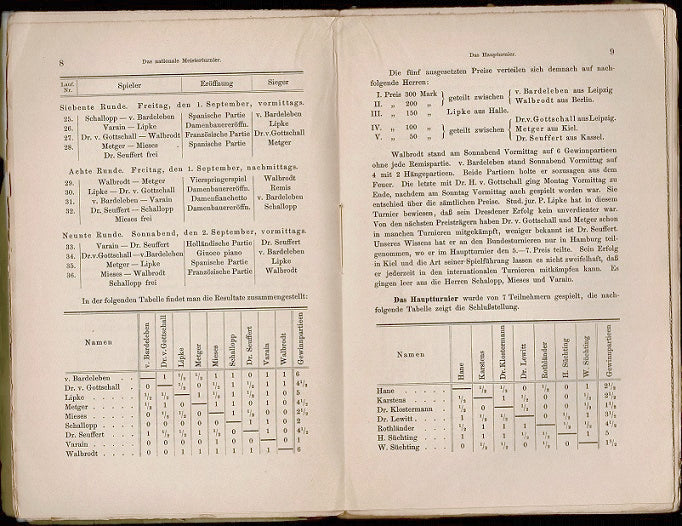 8
Das nationale Meisterturnier.
Lauf. Nr. Spieler Eröffnung Sieger
Siebente Runde. Freitag, den 1. September, vormittags.
25. Schallopp — v. Bardeleben Spanische Partie v. Bardeleben
26. Varain — Lipke Damenbauereröffn. Lipke
27. Dr. v. Gottschall — Walbrodt Französische Partie Dr. v. Gottschall
28. Metger — Mieses Spanische Partie Metger
Dr. Seuffert frei
Achte Runde. Freitag, den 1. September, nachmittags.
29. Walbrodt — Metger Vierspringerspiel Walbrodt
30. Lipke — Dr. v. Gottschall Damenbauereröffn. Remis
31. v. Bardeleben — Varain Damenfianchetto v. Bardeleben
32. Dr. Seuffert — Schallopp Damenbauereröffn. Schallopp
Mieses frei
Neunte Runde. Sonnabend, den 2. September, vormittags.
33. Varain — Dr. Seuffert Holländische Partie Dr. Seuffert
34. Dr. v. Gottschall — v. Bardeleben Giuoco piano v. Bardeleben
35. Metger — Lipke Spanische Partie Lipke
36. Mieses — Walbrodt Französische Partie Walbrodt
Schallopp frei
In der folgenden Tabelle findet man die Resultate zusammengestellt:
Namen v. Bardeleben Dr. v. Gottschall Lipke Metger Mieses Schallopp Dr. Seuffert Varain Walbrodt Gewinnpartieen
v. Bardeleben
Dr. v. Gottschall
Lipke
Metger
Mieses
Schallopp
Dr. Seuffert
Varain
Walbrodt
Das Hauptturnier.
9
Die fünf ausgesetzten Preise verteilen sich demnach auf nach-
folgende Herren:
I. Preis 300 Mark } geteilt zwischen { v. Bardeleben aus Leipzig
II. „ 200 „ Walbrodt aus Berlin.
III. „ 150 „ Lipke aus Halle.
IV. „ 100 „ } geteilt zwischen { Dr. v. Gottschall aus Leipzig.
Metger aus Kiel.
V. „ 50 „ Dr. Seuffert aus Kassel.
Walbrodt stand am Sonnabend Vormittag auf 6 Gewinnpartieen
ohne jede Remispartie. v. Bardeleben stand Sonnabend Vormittag auf
4 mit 2 Hängepartieen. Beide Partieen holte er sozusagen aus dem
Feuer. Die letzte mit Dr. H. v. Gottschall ging Montag Vormittag zu
Ende, nachdem am Sonntag Vormittag auch gespielt worden war. Sie
entschied über die sämtlichen Preise. Stud. jur. P. Lipke hat in diesem
Turnier bewiesen, daß sein Dresdener Erfolg kein unverdienter war.
Von den nächsten Preisträgern haben Dr. v. Gottschall und Metger schon
in manchen Turnieren mitgekämpft, weniger bekannt ist Dr. Seuffert.
Unseres Wissens hat er an den Bundesturnieren nur in Hamburg teil-
genommen, wo er im Hauptturnier den 5.—7. Preis teilte. Sein Erfolg
in Kiel und die Art seiner Spielführung lassen es nicht zweifelhaft, daß
er jederzeit in den internationalen Turnieren mitkämpfen kann. Es
gingen leer aus die Herren Schalopp, Mieses und Varain.
Das Hauptturnier wurde von 7 Teilnehmern gespielt, die nach-
folgende Tabelle zeigt die Schlußstellung.
Namen Hane Karstens Dr. Klostermann Dr. Lewitt Rothländer H. Süchting W. Süchting Gewinnpartieen
Hane
Karstens
Dr. Klostermann
Dr. Lewitt
Rothländer
H. Süchting
W. Süchting